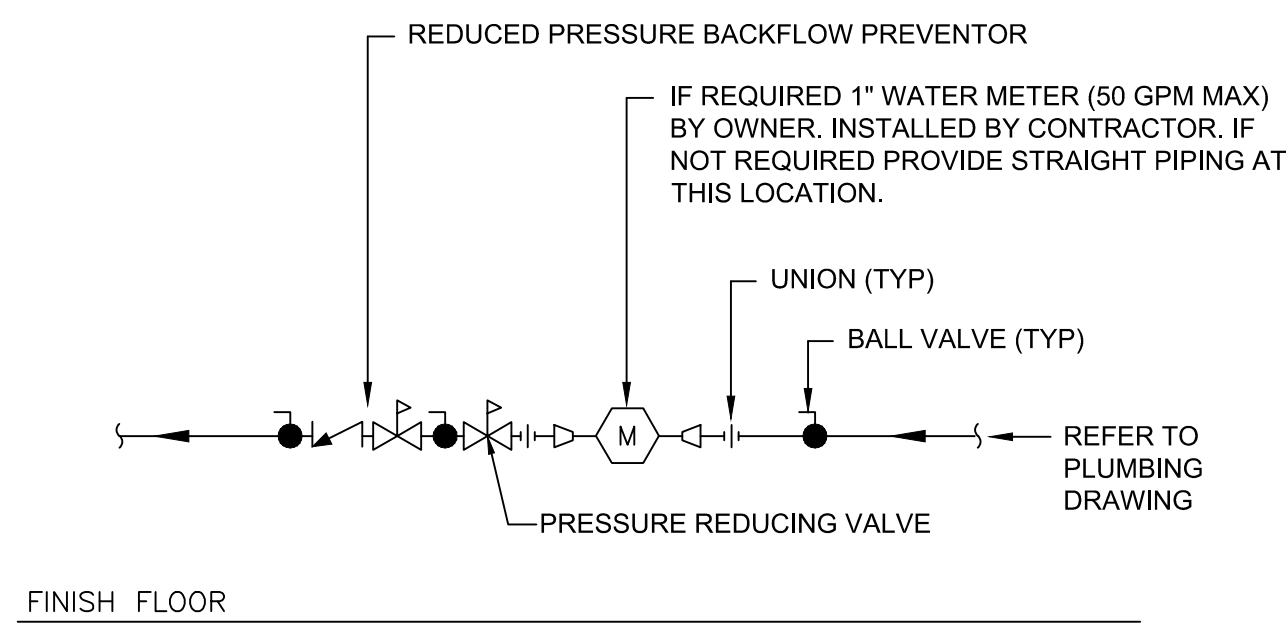 REDUCED PRESSURE BACKFLOW PREVENTOR
IF REQUIRED 1" WATER METER (50 GPM MAX)
BY OWNER. INSTALLED BY CONTRACTOR. IF
NOT REQUIRED PROVIDE STRAIGHT PIPING AT
THIS LOCATION.
UNION (TYP)
BALL VALVE (TYP)
M
REFER TO
PLUMBING
DRAWING
PRESSURE REDUCING VALVE
FINISH FLOOR